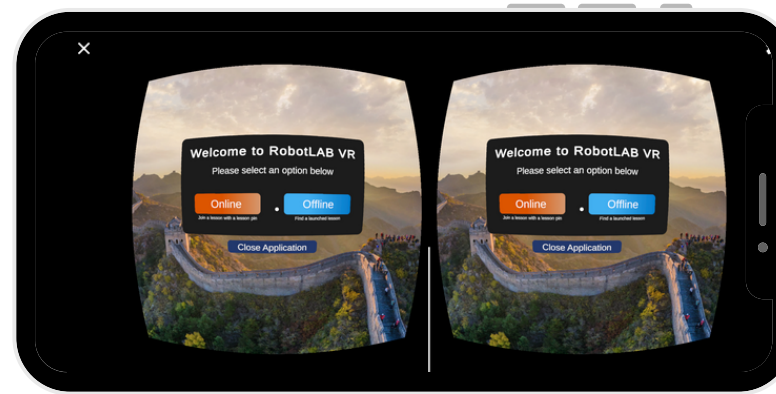 Welcome to RobotLAB VR
Please select an option below
Online
Offline
Join a lesson with a lesson pin
Find a launched lesson
Close Application
Welcome to RobotLAB VR
Please select an option below
Online
Offline
Join a lesson with a lesson pin
Find a launched lesson
Close Application